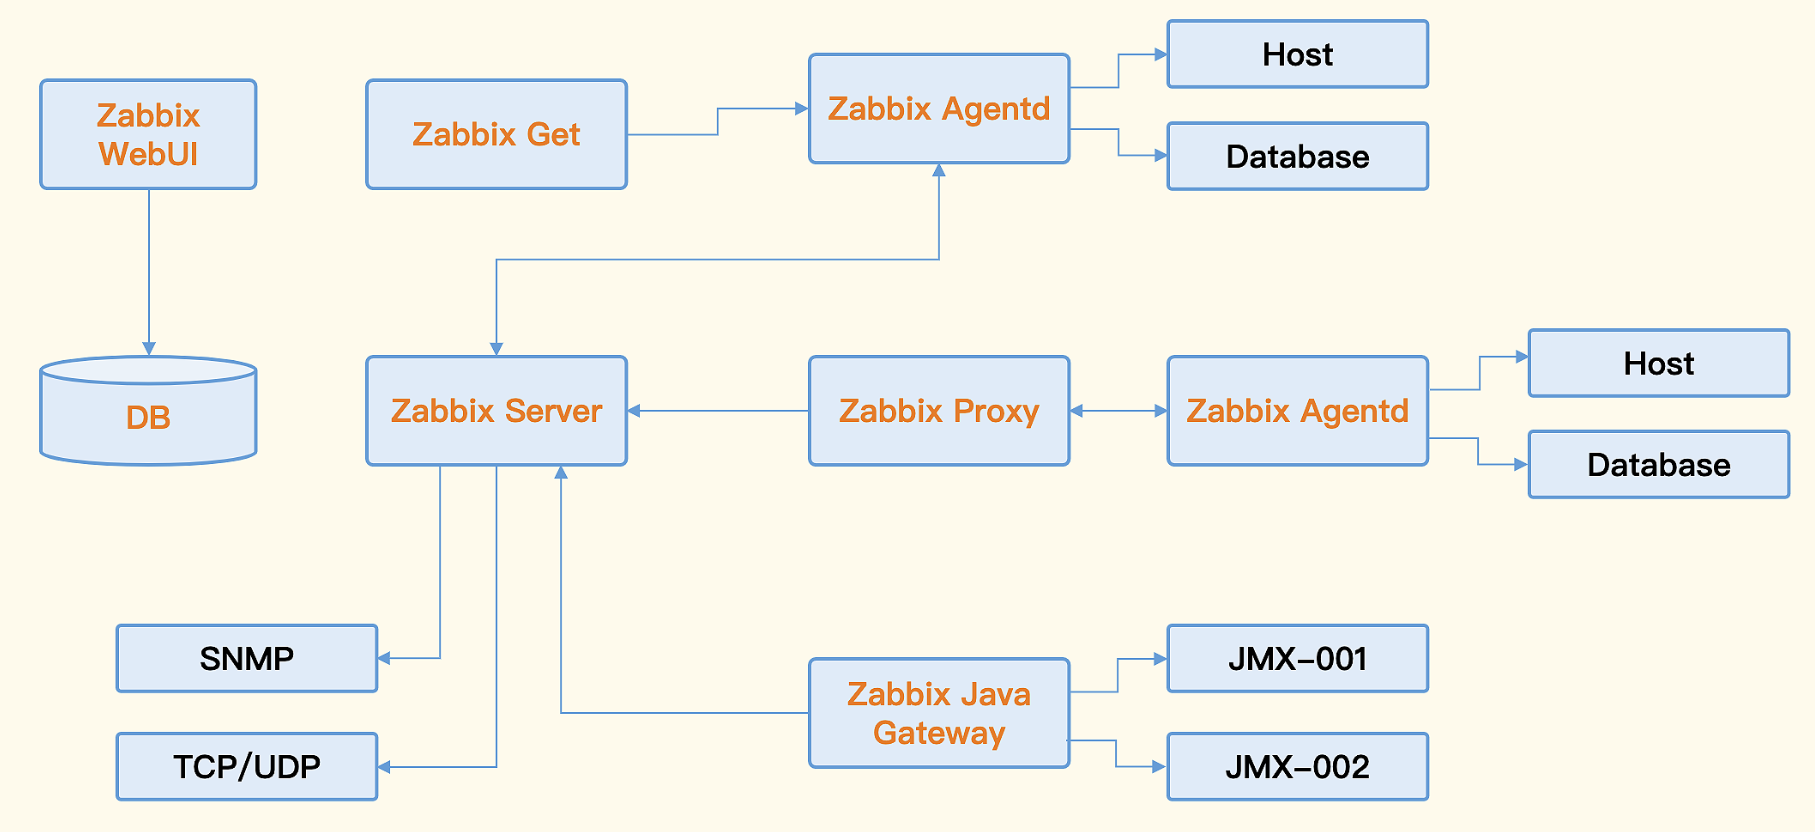 Zabbix
WebUI
Zabbix Get
Zabbix Agentd
Host
Database
DB
Zabbix Server
Zabbix Proxy
Zabbix Agentd
Host
Database
SNMP
TCP/UDP
Zabbix Java
Gateway
JMX–001
JMX–002